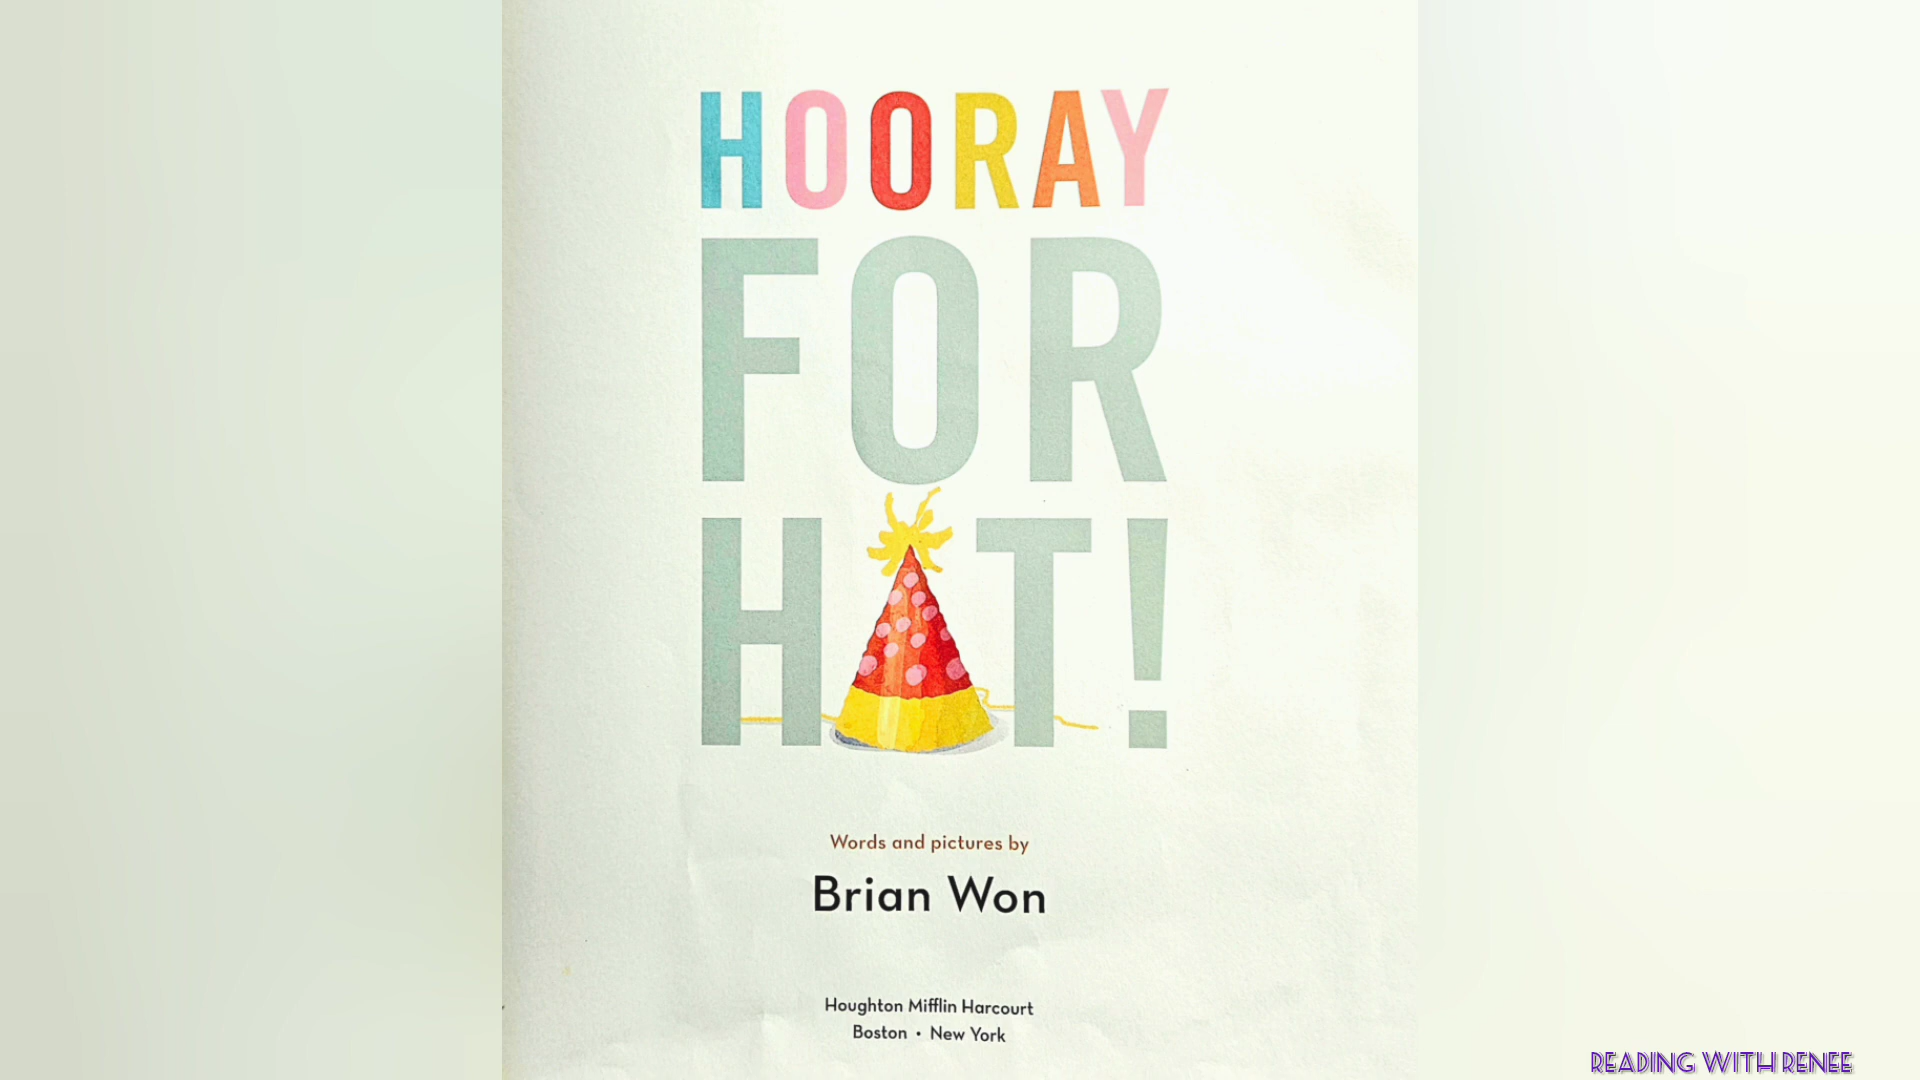 HOORAY
FOR
HAT!
Words and pictures by
Brian Won
Houghton Mifflin Harcourt
Boston • New York
READING WITH RENEE